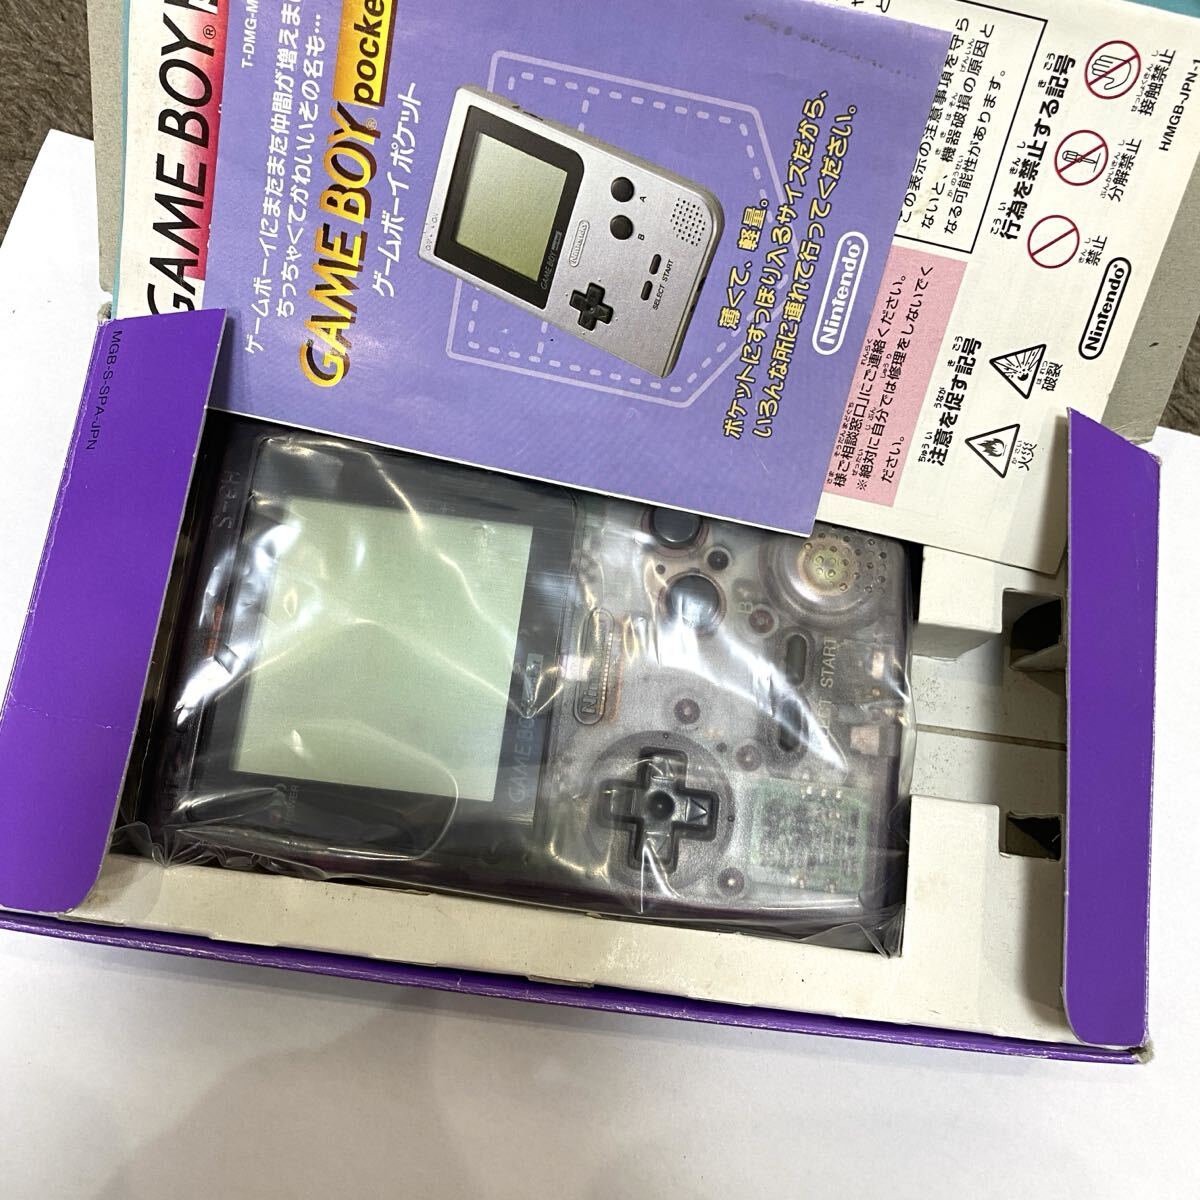 GAME BOY
T-DMG-M
ゲームボーイにまたまた仲間が増えま
ちっちゃくてかわいいその名も…
GAME BOY pocke
ゲームボーイ ポケット
GAME BOY
Nintendo
A
B
SELECT START
薄くて、軽量。
ポケットにすっぽり入るサイズだから、
いろんな所に連れて行ってください。
Nintendo
この表示の注意事項を守ら
ないと、機器破損の原因と
なる可能性があります。
行為を禁止する記号
禁止
分解禁止
接触禁止
H/MGB-JPN-1
様ご相談窓口」にご連絡ください。
※絶対に自分では修理をしないでく
ださい。
注意を促す記号
火災
破裂
Nintendo
MGB-S-SPA-JPN
GAME BOY
B
START